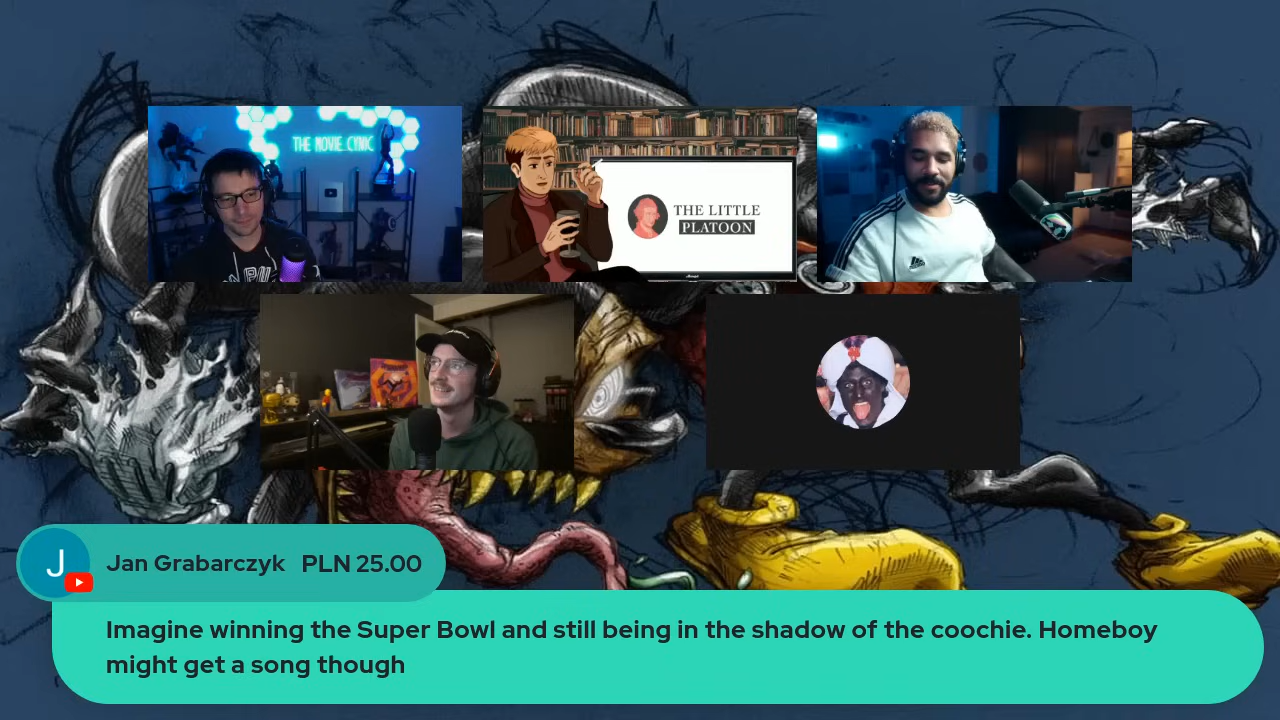 THE MOVIE CYNIC
THE LITTLE
PLATOON
J
Jan Grabarczyk PLN 25.00
Imagine winning the Super Bowl and still being in the shadow of the coochie. Homeboy
might get a song though